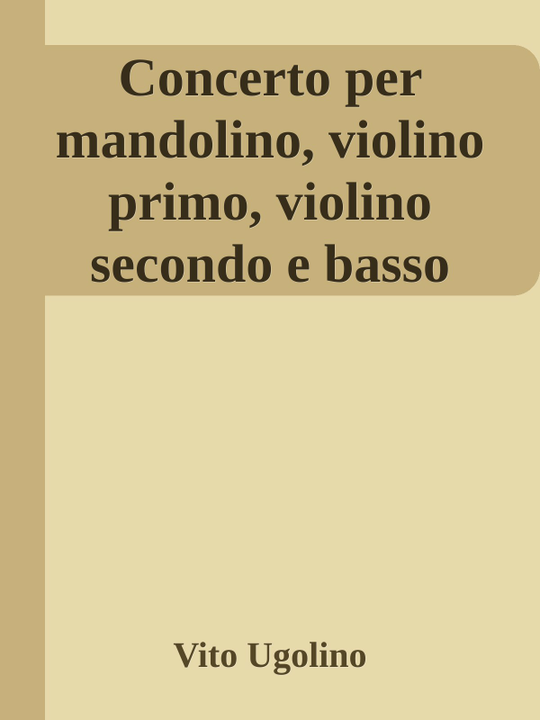 Concerto per
mandolino, violino
primo, violino
secondo e basso
Vito Ugolino